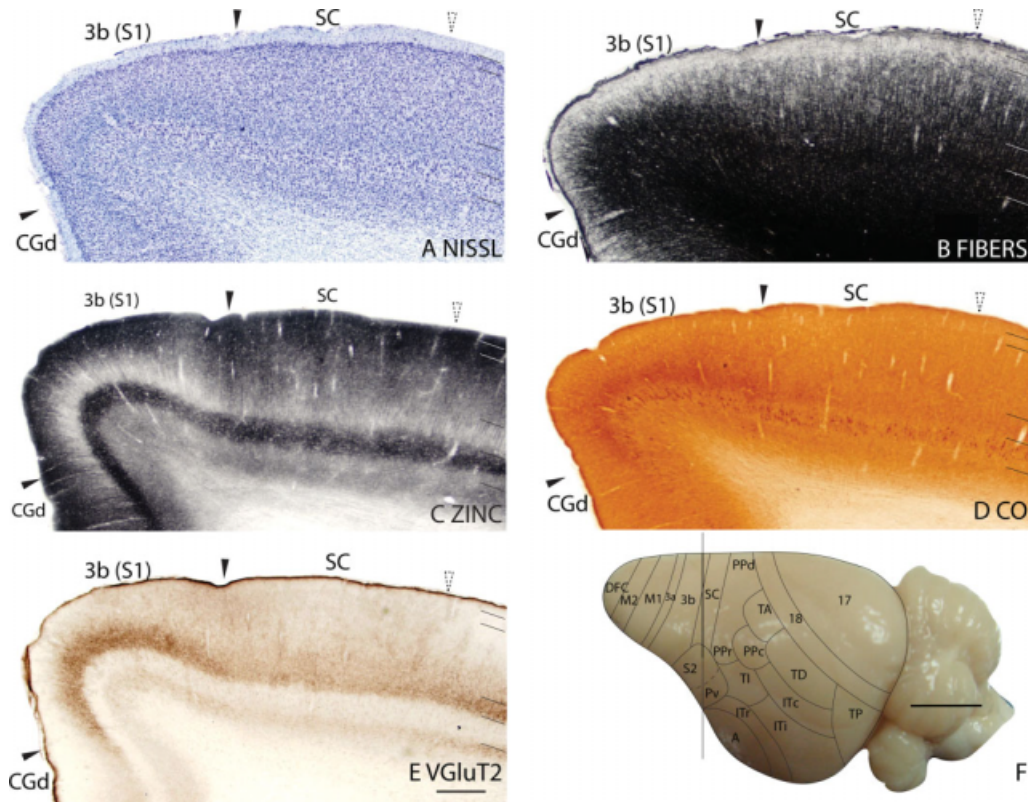 3b (S1)
SC
CGd
A NISSL
3b (S1)
SC
CGd
B FIBERS
3b (S1)
SC
CGd
C ZINC
3b (S1)
SC
CGd
D CO
3b (S1)
SC
CGd
E VGluT2
DFC
M2
M1
3a
3b
SC
PPd
TA
18
17
S2
PPr
PPc
Pv
TI
TD
ITr
ITc
ITi
TP
A
F